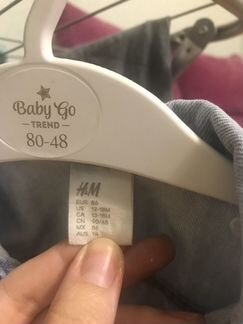 Baby Go
TREND
80-48
H&M
EUR 86
US 12-18M
CA 12-18M
CN 90/48
MX 86
AUS 1